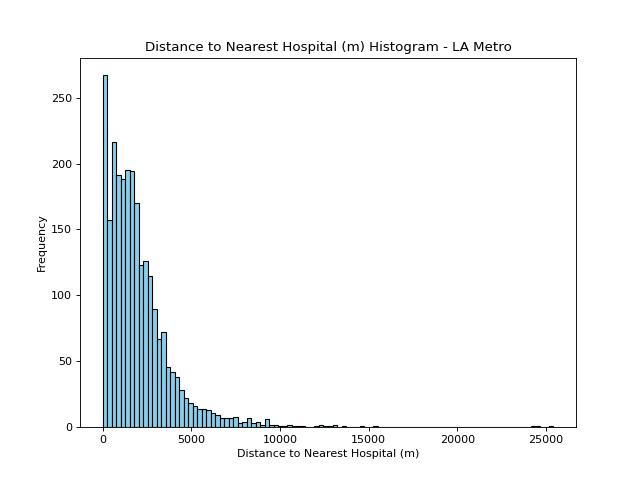 Distance to Nearest Hospital (m) Histogram - LA Metro
250
200
150
100
50
0
Frequency
0 5000 10000 15000 20000 25000
Distance to Nearest Hospital (m)